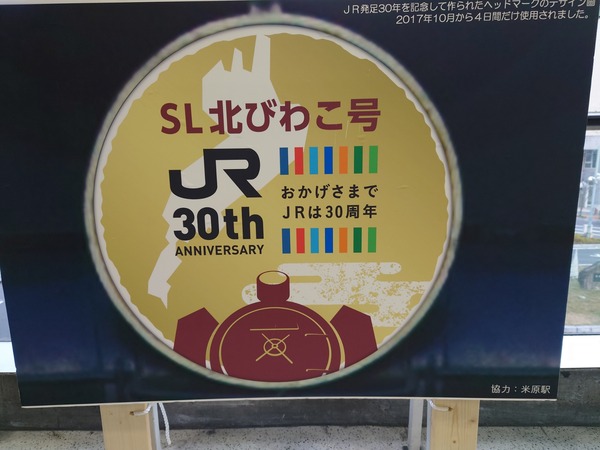 JR発足30年を記念して作られたヘッドマークのデザイン画
2017年10月から4日間だけ使用されました。
SL北びわこ号
JR
30th
ANNIVERSARY
おかげさまで
JRは30周年
協力：米原駅